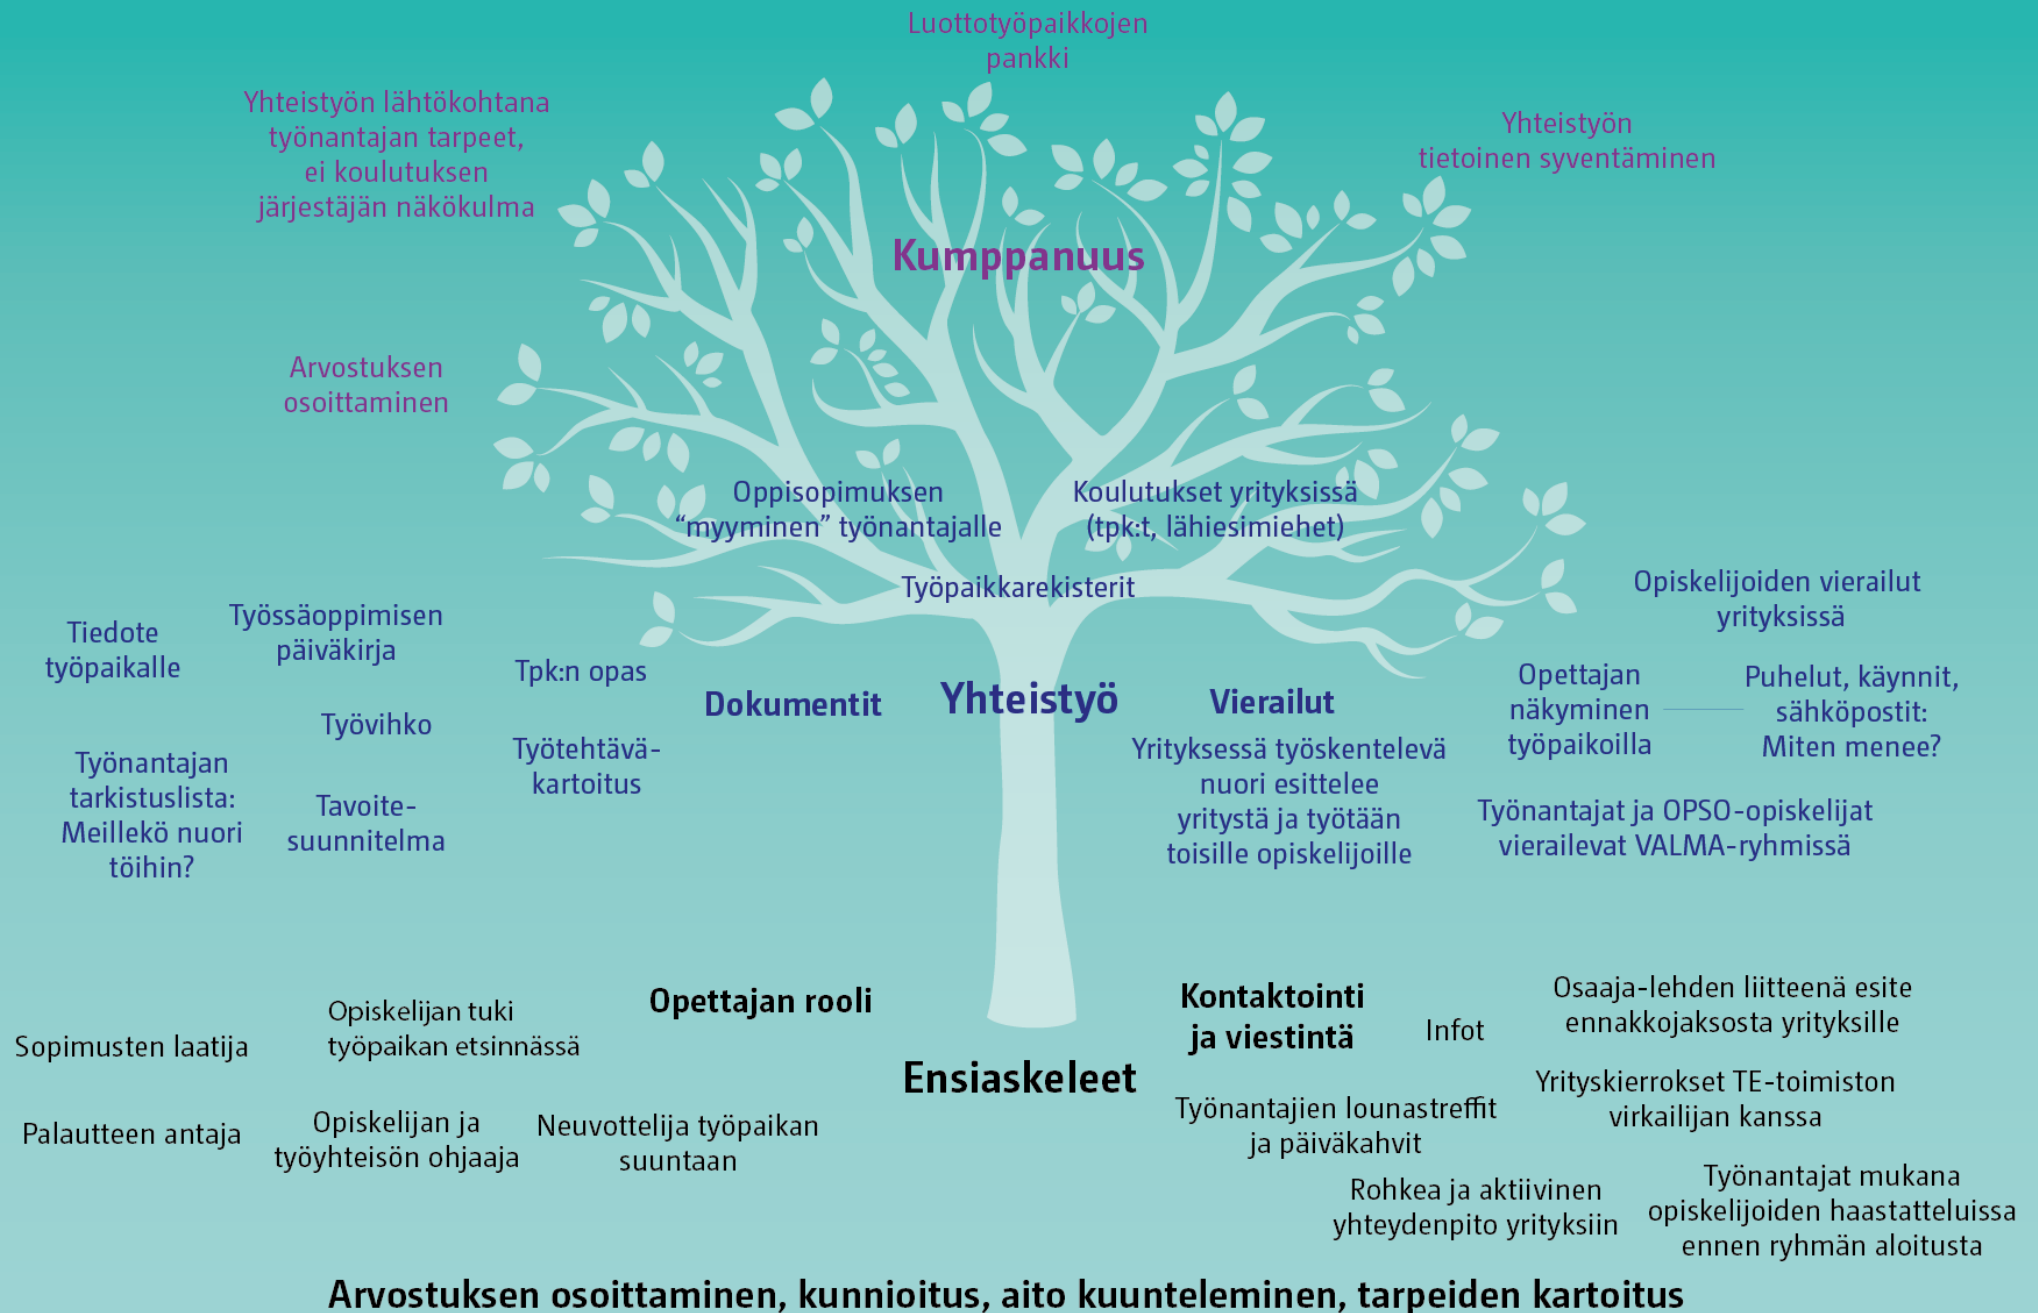 Luottotyöpaikkojen
pankki
Yhteistyön lähtökohtana
työnantajan tarpeet,
ei koulutuksen
järjestäjän näkökulma
Yhteistyön
tietoinen syventäminen
Kumppanuus
Arvostuksen
osoittaminen
Oppisopimuksen
“myyminen” työnantajalle
Koulutukset yrityksissä
(tpk:t, lähiesimiehet)
Työpaikkarekisterit
Tiedote
työpaikalle
Työssäoppimisen
päiväkirja
Tpk:n opas
Dokumentit
Työvihko
Työtehtävä-
kartoitus
Työnantajan
tarkistuslista:
Meillekö nuori
töihin?
Tavoite-
suunnitelma
Yhteistyö
Vierailut
Yrityksessä työskentelevä
nuori esittelee
yritystä ja työtään
toisille opiskelijoille
Opiskelijoiden vierailut
yrityksissä
Opettajan
näkyminen
työpaikoilla
Puhelut, käynnit,
sähköpostit:
Miten menee?
Työnantajat ja OPSO-opiskelijat
vierailevat VALMA-ryhmissä
Opettajan rooli
Opiskelijan tuki
työpaikan etsinnässä
Sopimusten laatija
Palautteen antaja
Opiskelijan ja
työyhteisön ohjaaja
Neuvottelija työpaikan
suuntaan
Ensiaskeleet
Kontaktointi
ja viestintä
Infot
Osaaja-lehden liitteenä esite
ennakkojaksosta yrityksille
Yrityskierrokset TE-toimiston
virkailijan kanssa
Työnantajien lounastreffit
ja päiväkahvit
Rohkea ja aktiivinen
yhteydenpito yrityksiin
Työnantajat mukana
opiskelijoiden haastatteluissa
ennen ryhmän aloitusta
Arvostuksen osoittaminen, kunnioitus, aito kuunteleminen, tarpeiden kartoitus